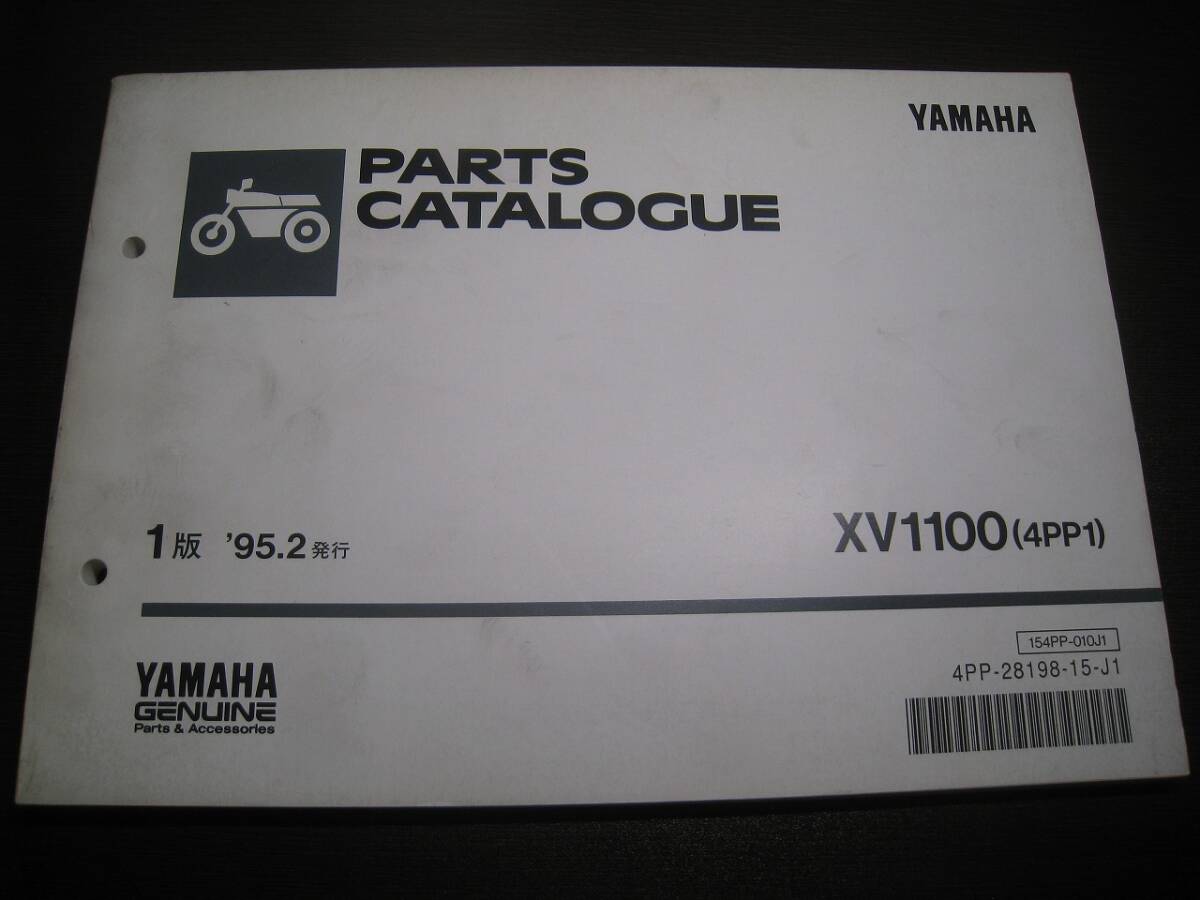 YAMAHA
PARTS
CATALOGUE
1版 '95.2発行
XV1100(4PP1)
154PP-010J1
4PP-28198-15-J1
YAMAHA
GENUINE
Parts & Accessories